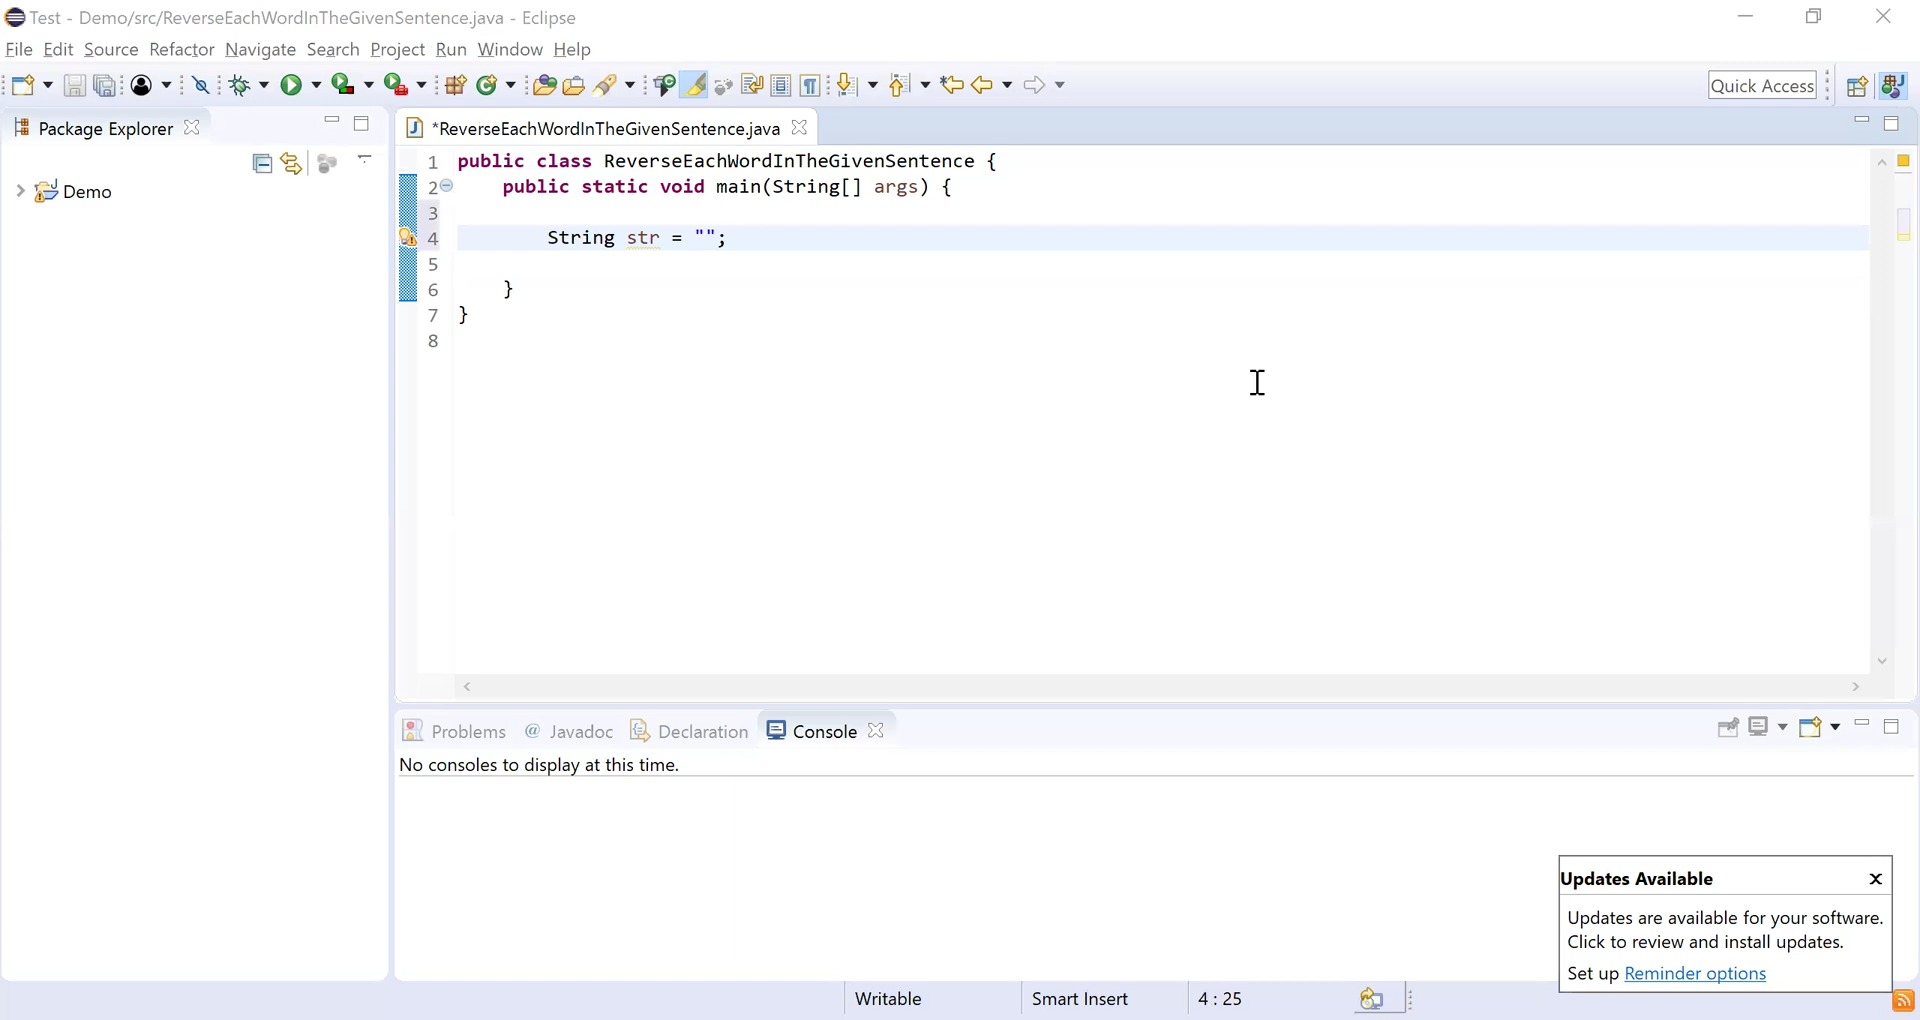 Test - Demo/src/ReverseEachWordInTheGivenSentence.java - Eclipse
File Edit Source Refactor Navigate Search Project Run Window Help
Quick Access
Package Explorer
*ReverseEachWordInTheGivenSentence.java
Demo
1 public class ReverseEachWordInTheGivenSentence {
2 public static void main(String[] args) {
3
4 String str = "";
5
6 }
7 }
8
Problems @ Javadoc Declaration Console
No consoles to display at this time.
Updates Available
Updates are available for your software.
Click to review and install updates.
Set up Reminder options
Writable Smart Insert 4 : 25